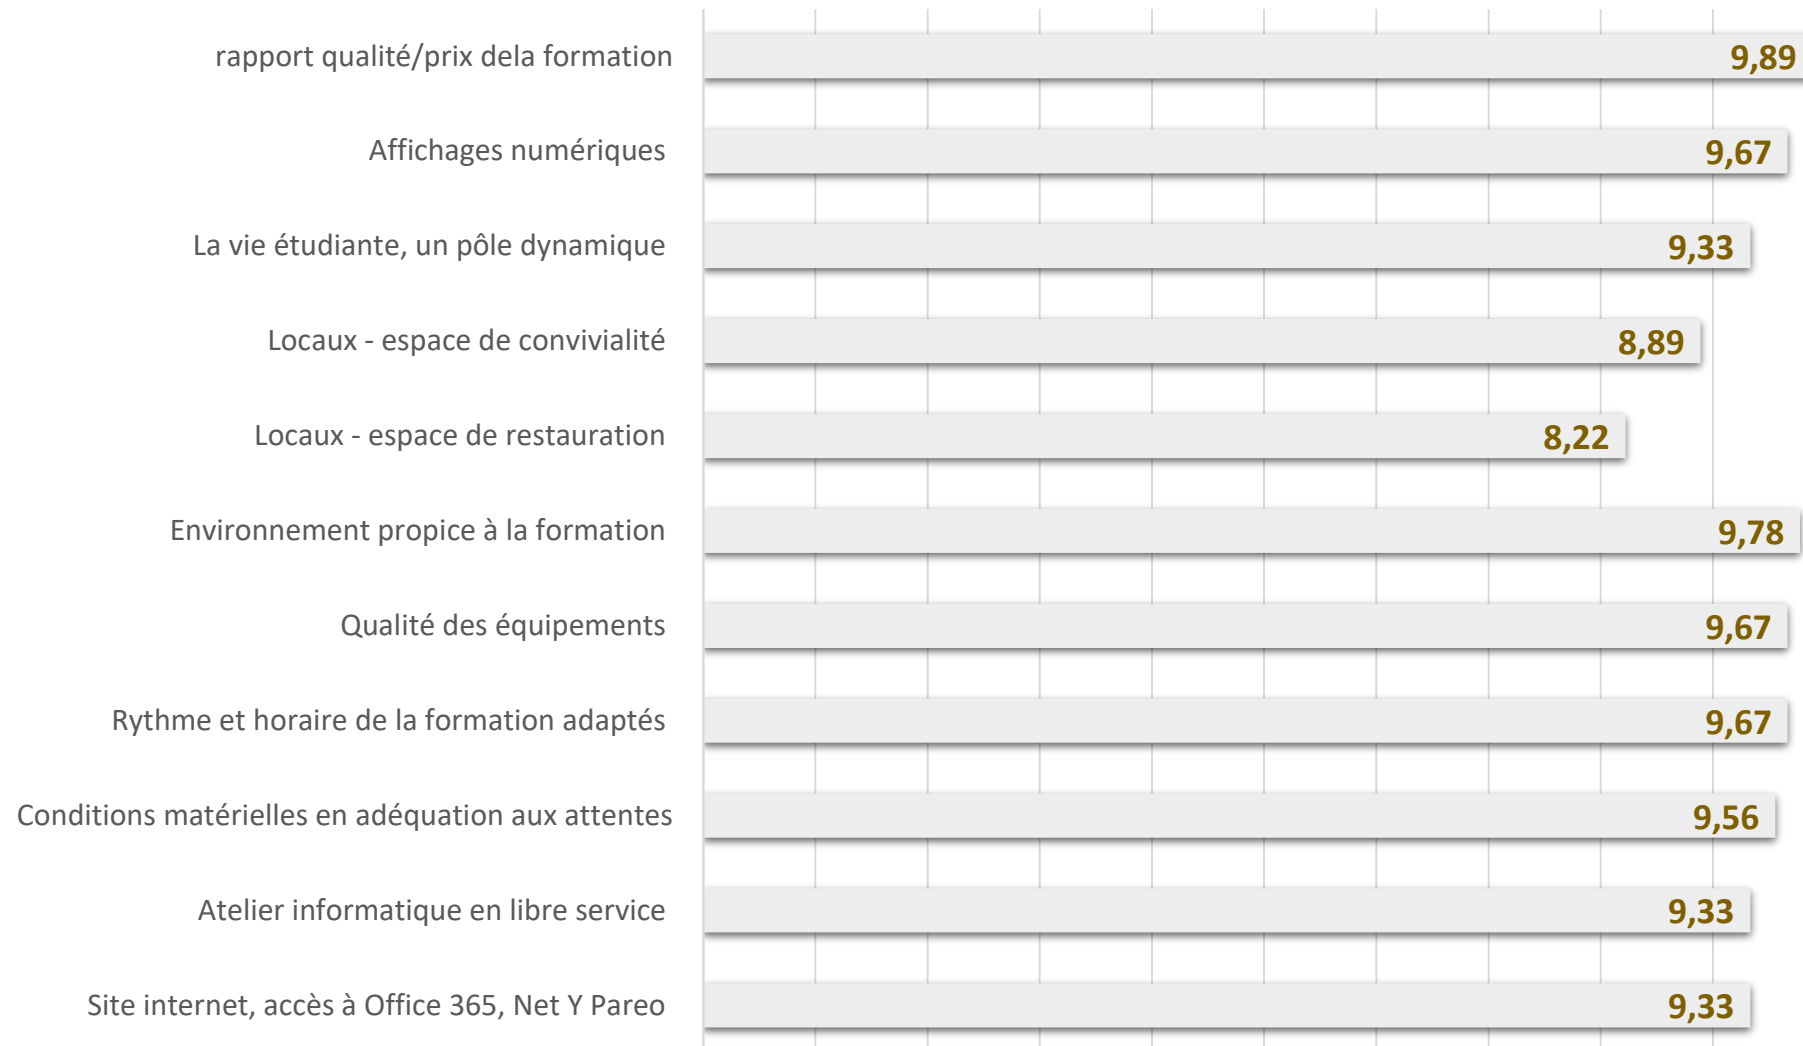 rapport qualité/prix dela formation 9,89
Affichages numériques 9,67
La vie étudiante, un pôle dynamique 9,33
Locaux - espace de convivialité 8,89
Locaux - espace de restauration 8,22
Environnement propice à la formation 9,78
Qualité des équipements 9,67
Rythme et horaire de la formation adaptés 9,67
Conditions matérielles en adéquation aux attentes 9,56
Atelier informatique en libre service 9,33
Site internet, accès à Office 365, Net Y Pareo 9,33